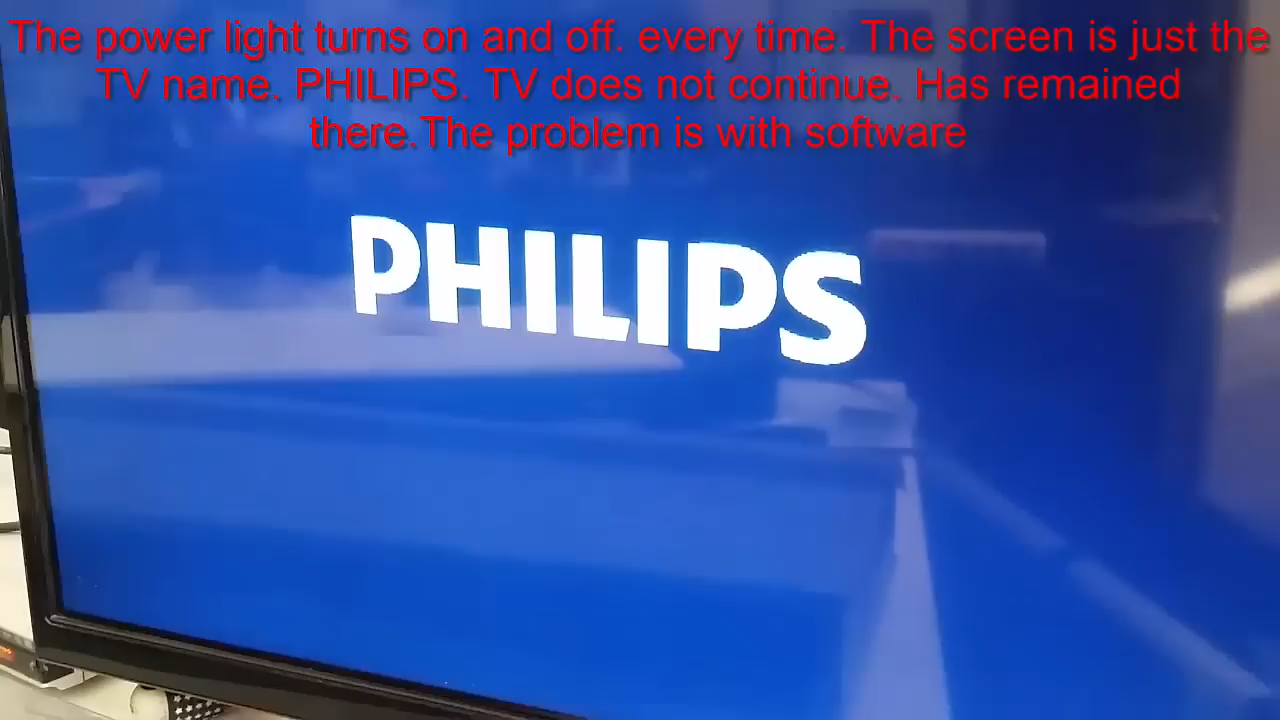 The power light turns on and off. every time. The screen is just the
TV name. PHILIPS. TV does not continue. Has remained
there.The problem is with software
PHILIPS